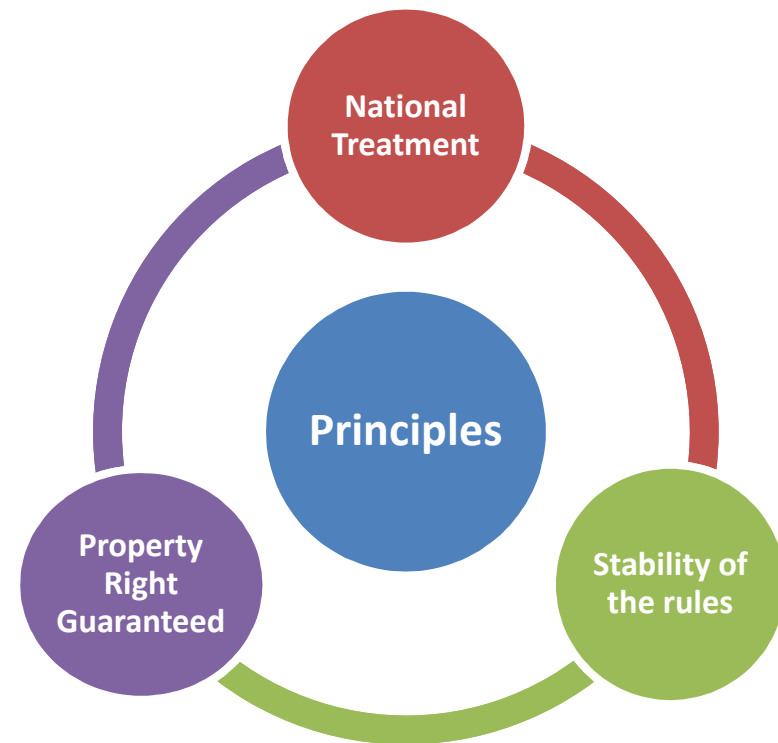 National
Treatment
Principles
Property
Right
Guaranteed
Stability of
the rules